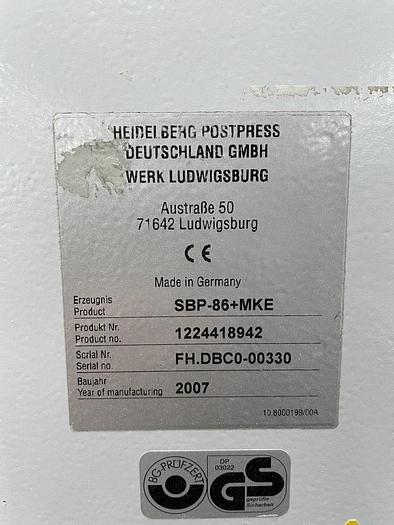 HEIDELBERG POSTPRESS
DEUTSCHLAND GMBH
WERK LUDWIGSBURG
Austraße 50
71642 Ludwigsburg
CE
Made in Germany
Erzeugnis
Product
SBP-86+MKE
Produkt Nr.
Product no.
1224418942
Serial Nr.
Serial no.
FH.DBC0-00330
Baujahr
Year of manufacturing
2007
10.8000199/00A
BG-PRÜFZERT
DP
03022
GS
geprüfte
Sicherheit